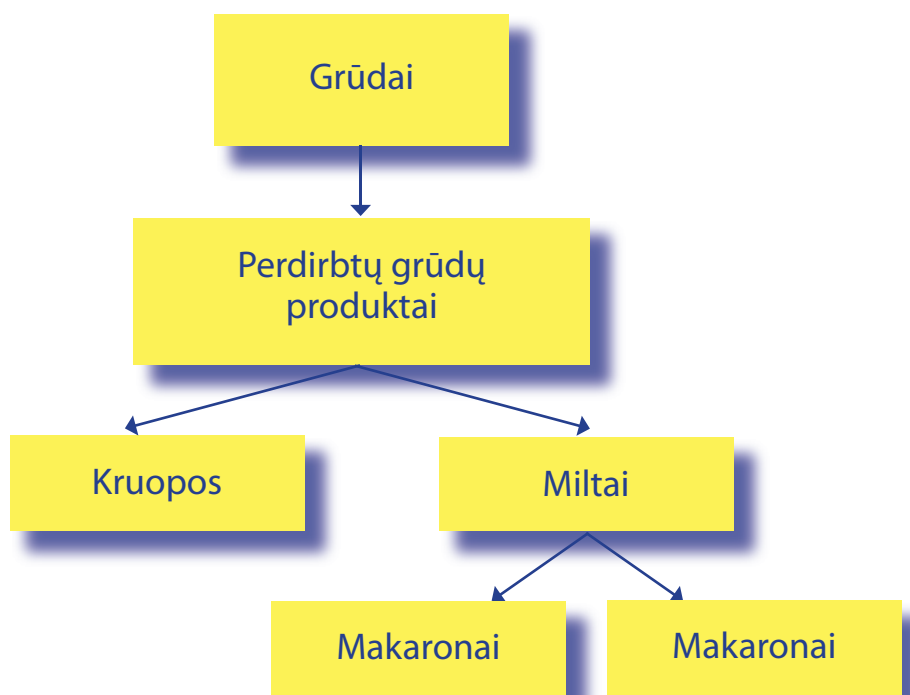 Grūdai
Perdirbtų grūdų
produktai
Kruopos
Miltai
Makaronai
Makaronai